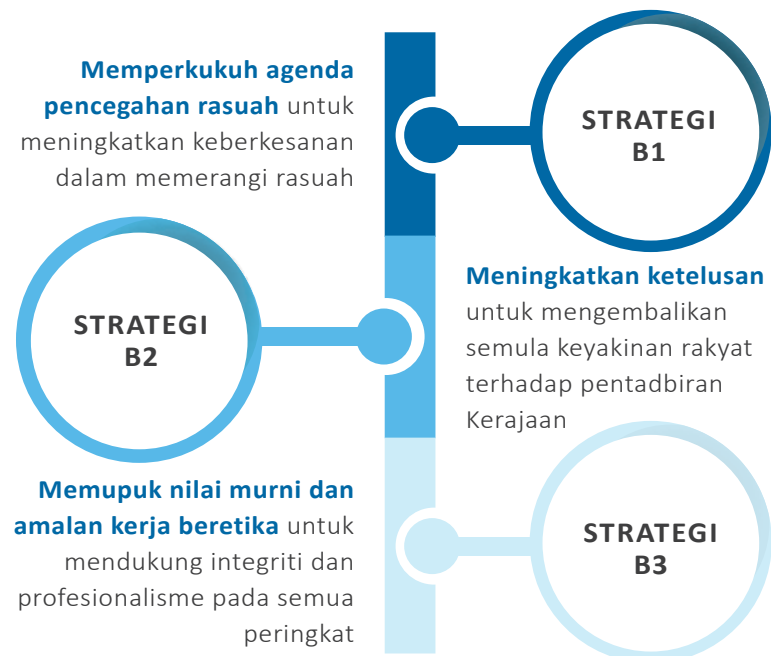 Memperkukuh agenda
pencegahan rasuah untuk
meningkatkan keberkesanan
dalam memerangi rasuah
STRATEGI
B1
STRATEGI
B2
Meningkatkan ketelusan
untuk mengembalikan
semula keyakinan rakyat
terhadap pentadbiran
Kerajaan
Memupuk nilai murni dan
amalan kerja beretika untuk
mendukung integriti dan
profesionalisme pada semua
peringkat
STRATEGI
B3